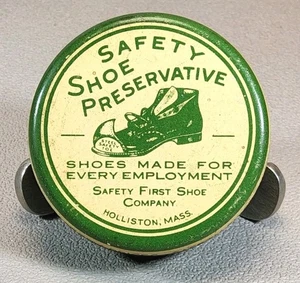 SAFETY
SHOE
PRESERVATIVE
SHOES MADE FOR
EVERY EMPLOYMENT
SAFETY FIRST SHOE
COMPANY
HOLLISTON, MASS.